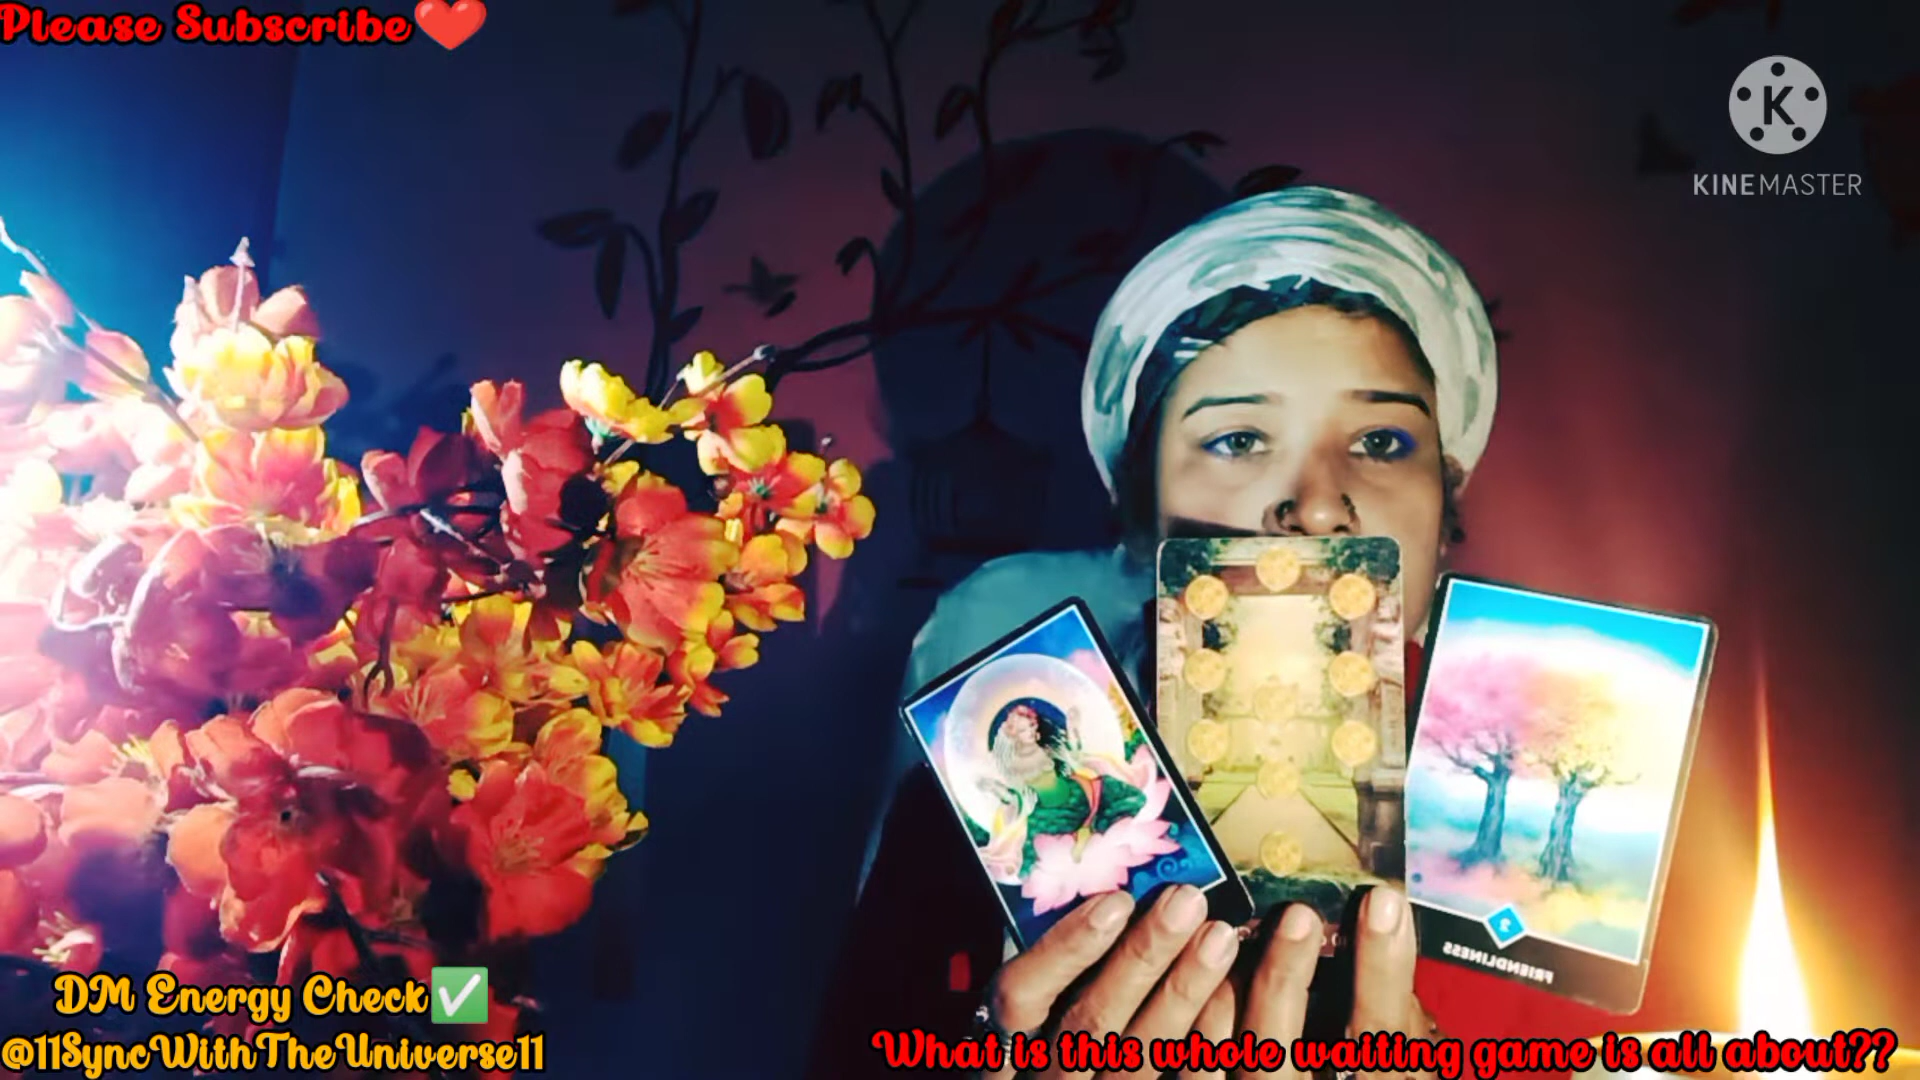 Please Subscribe❤️
KINEMASTER
FRIENDLINESS
DM Energy Check✅
@11SyncWithTheUniverse11
What is this whole waiting game is all about??